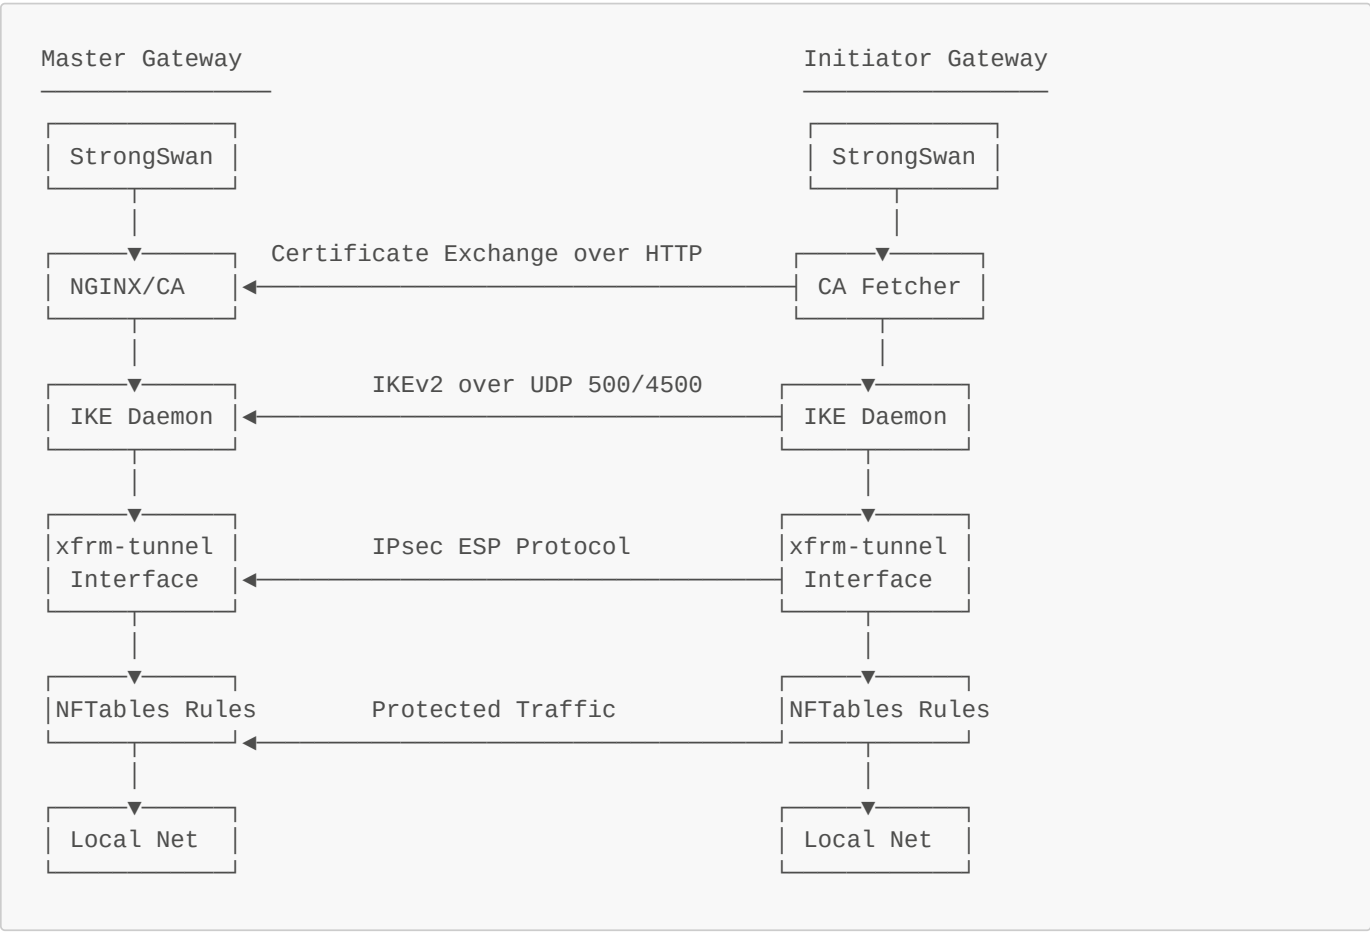 Master Gateway Initiator Gateway
StrongSwan StrongSwan
Certificate Exchange over HTTP
NGINX/CA CA Fetcher
IKEv2 over UDP 500/4500
IKE Daemon IKE Daemon
xfrm-tunnel IPsec ESP Protocol xfrm-tunnel
Interface Interface
NFTables Rules Protected Traffic NFTables Rules
Local Net Local Net